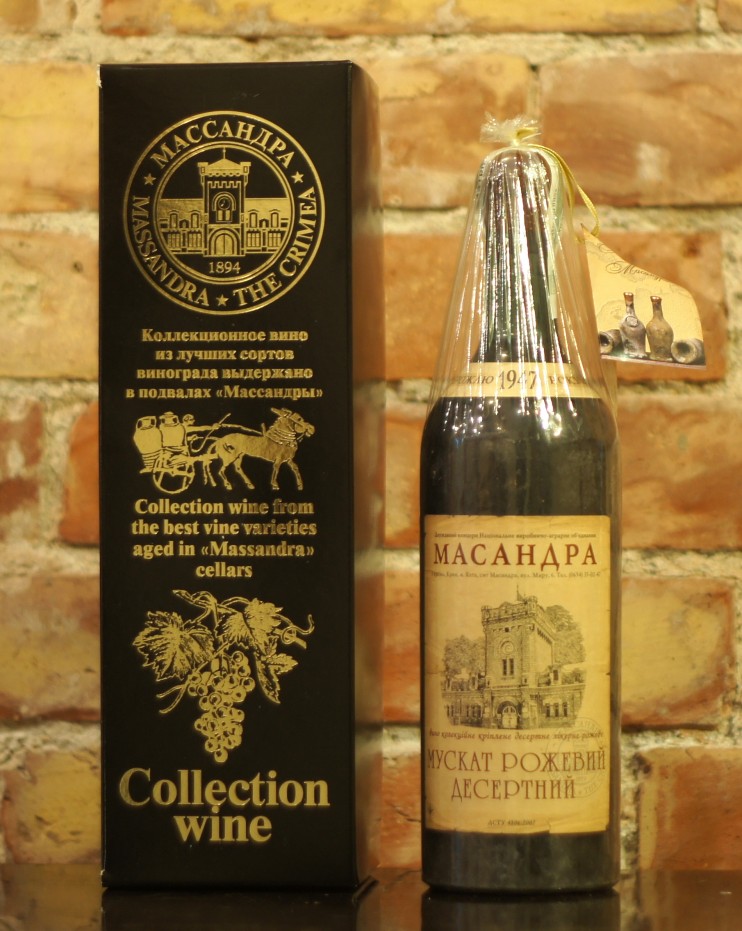 МАССАНДРА
MASSANDRA ★ THE CRIMEA
1894
Коллекционное вино
из лучших сортов
винограда выдержано
в подвалах «Массандры»
Collection wine from
the best vine varieties
aged in «Massandra»
cellars
Collection
wine
1947
МАСАНДРА
МУСКАТ РОЖЕВИЙ
ДЕСЕРТНИЙ